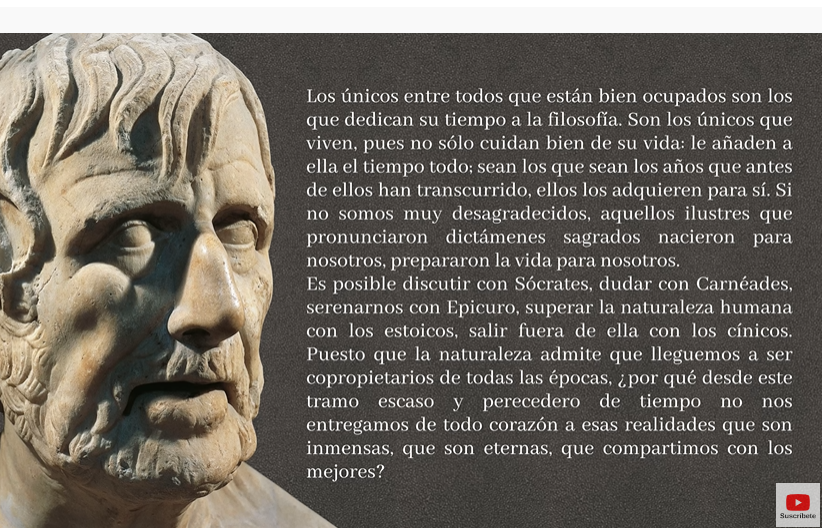 Los únicos entre todos que están bien ocupados son los
que dedican su tiempo a la filosofía. Son los únicos que
viven, pues no sólo cuidan bien de su vida: le añaden a
ella el tiempo todo; sean los que sean los años que antes
de ellos han transcurrido, ellos los adquieren para sí. Si
no somos muy desagradecidos, aquellos ilustres que
pronunciaron dictámenes sagrados nacieron para
nosotros, prepararon la vida para nosotros.
Es posible discutir con Sócrates, dudar con Carnéades,
serenarnos con Epicuro, superar la naturaleza humana
con los estoicos, salir fuera de ella con los cínicos.
Puesto que la naturaleza admite que lleguemos a ser
copropietarios de todas las épocas, ¿por qué desde este
tramo escaso y perecedero de tiempo no nos
entregamos de todo corazón a esas realidades que son
inmensas, que son eternas, que compartimos con los
mejores?
Suscribete